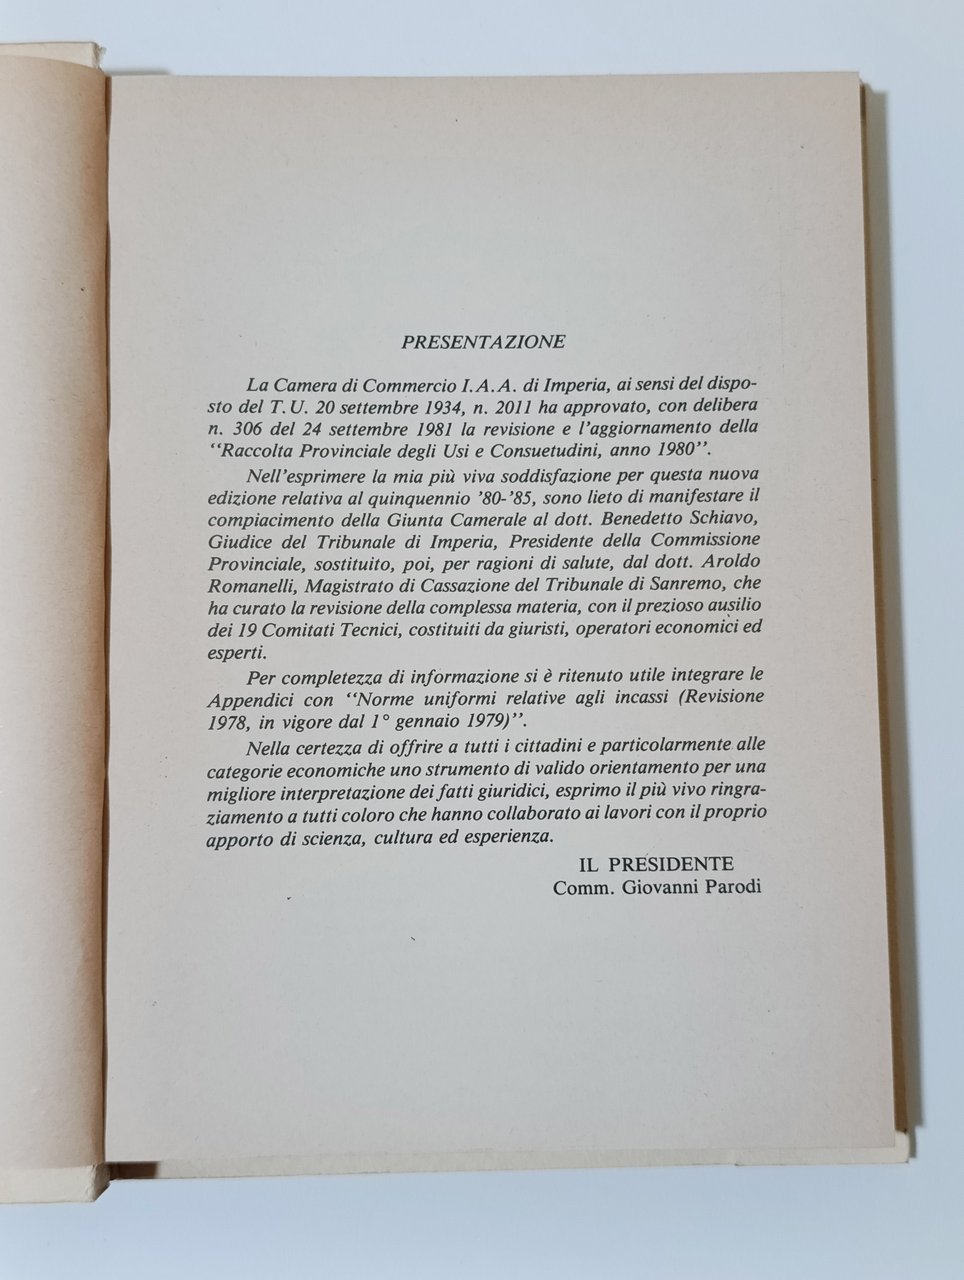 PRESENTAZIONE
La Camera di Commercio I.A.A. di Imperia, ai sensi del dispo-
sto del T.U. 20 settembre 1934, n. 2011 ha approvato, con delibera
n. 306 del 24 settembre 1981 la revisione e l'aggiornamento della
"Raccolta Provinciale degli Usi e Consuetudini, anno 1980".
Nell'esprimere la mia più viva soddisfazione per questa nuova
edizione relativa al quinquennio '80-'85, sono lieto di manifestare il
compiacimento della Giunta Camerale al dott. Benedetto Schiavo,
Giudice del Tribunale di Imperia, Presidente della Commissione
Provinciale, sostituito, poi, per ragioni di salute, dal dott. Aroldo
Romanelli, Magistrato di Cassazione del Tribunale di Sanremo, che
ha curato la revisione della complessa materia, con il prezioso ausilio
dei 19 Comitati Tecnici, costituiti da giuristi, operatori economici ed
esperti.
Per completezza di informazione si è ritenuto utile integrare le
Appendici con "Norme uniformi relative agli incassi (Revisione
1978, in vigore dal 1° gennaio 1979)".
Nella certezza di offrire a tutti i cittadini e particolarmente alle
categorie economiche uno strumento di valido orientamento per una
migliore interpretazione dei fatti giuridici, esprimo il più vivo ringra-
ziamento a tutti coloro che hanno collaborato ai lavori con il proprio
apporto di scienza, cultura ed esperienza.
IL PRESIDENTE
Comm. Giovanni Parodi